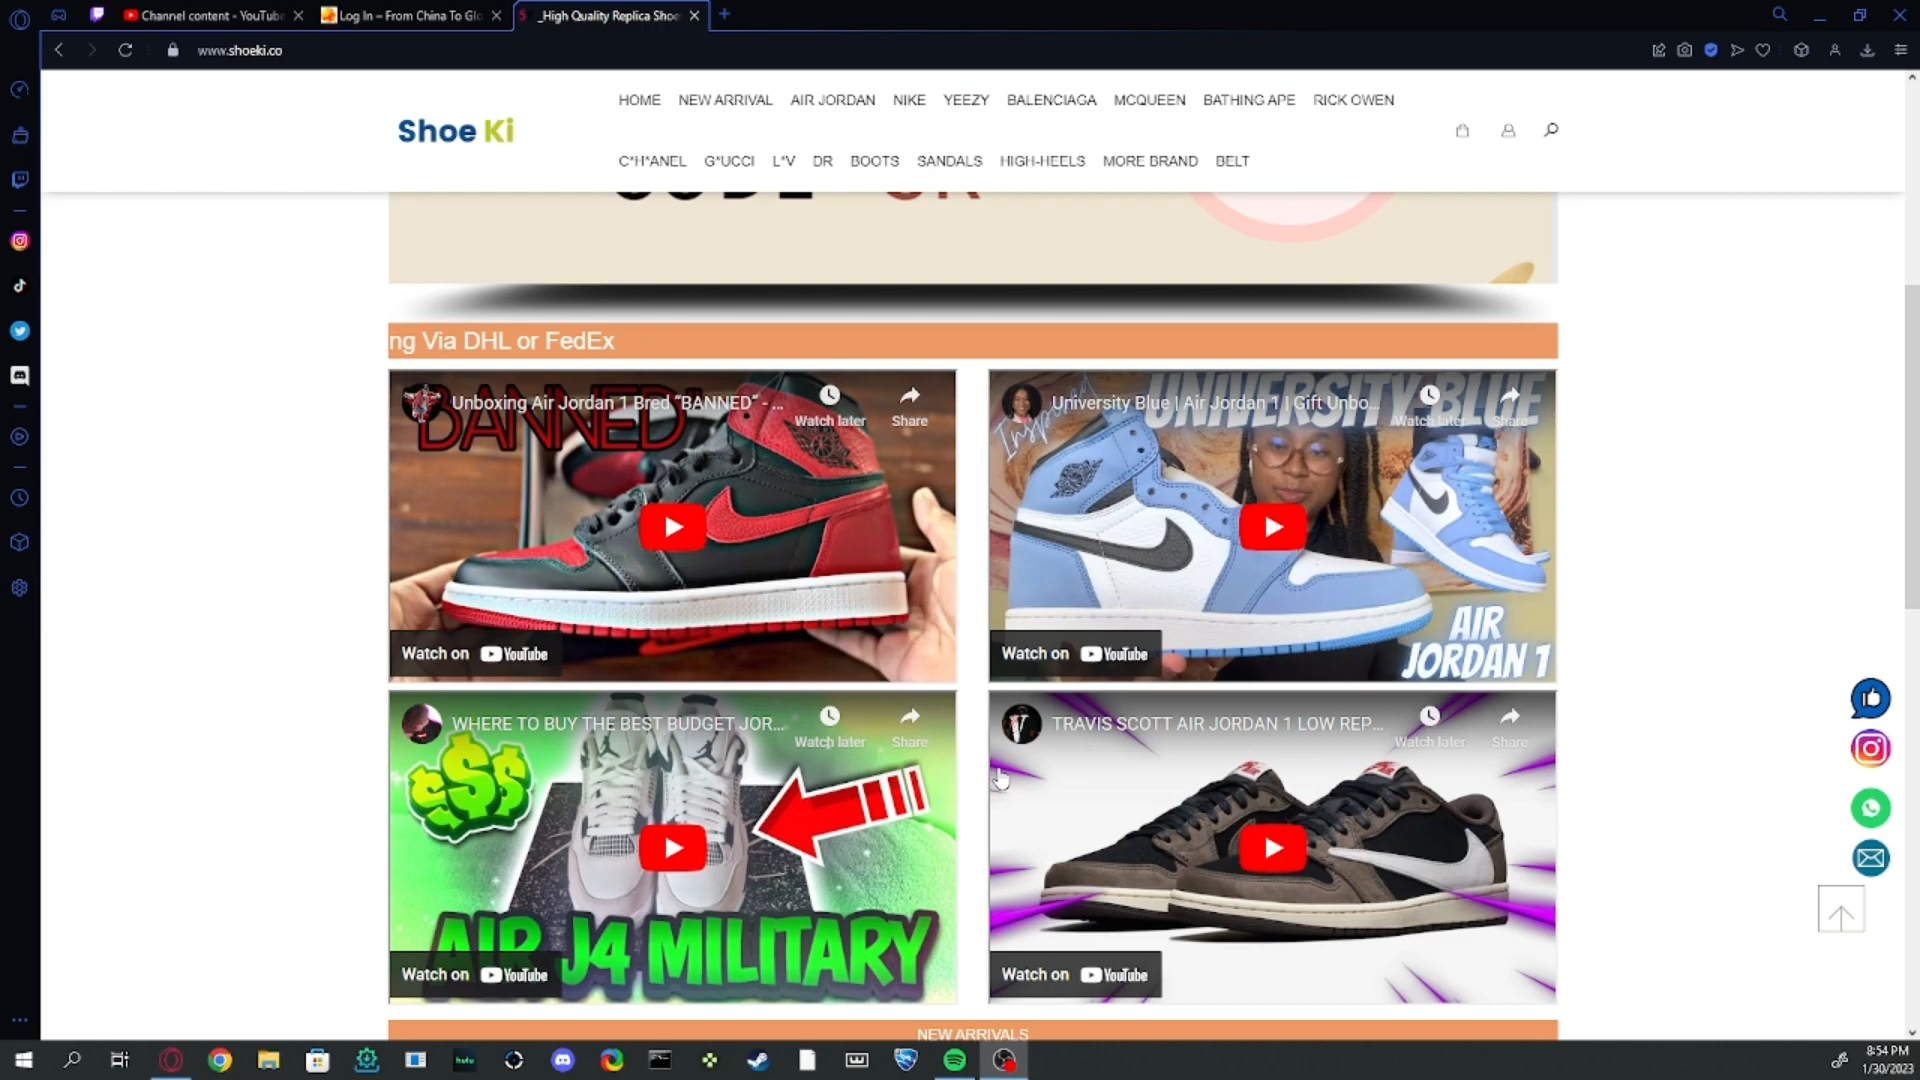 Channel content - YouTube
Log In – From China To Glo
_High Quality Replica Shoe
www.shoeki.co
HOME NEW ARRIVAL AIR JORDAN NIKE YEEZY BALENCIAGA MCQUEEN BATHING APE RICK OWEN
Shoe Ki
C*H*ANEL G*UCCI L*V DR BOOTS SANDALS HIGH-HEELS MORE BRAND BELT
ng Via DHL or FedEx
BANNED
Unboxing Air Jordan 1 Bred “BANNED” - ...
Watch later
Share
Watch on YouTube
UNIVERSITY BLUE
University Blue | Air Jordan 1 | Gift Unbo...
Watch later
Share
Inspired
AIR
JORDAN 1
Watch on YouTube
WHERE TO BUY THE BEST BUDGET JOR...
Watch later
Share
$$$
AIR J4 MILITARY
Watch on YouTube
TRAVIS SCOTT AIR JORDAN 1 LOW REP...
Watch later
Share
Watch on YouTube
NEW ARRIVALS
hulu
8:54 PM
1/30/2023